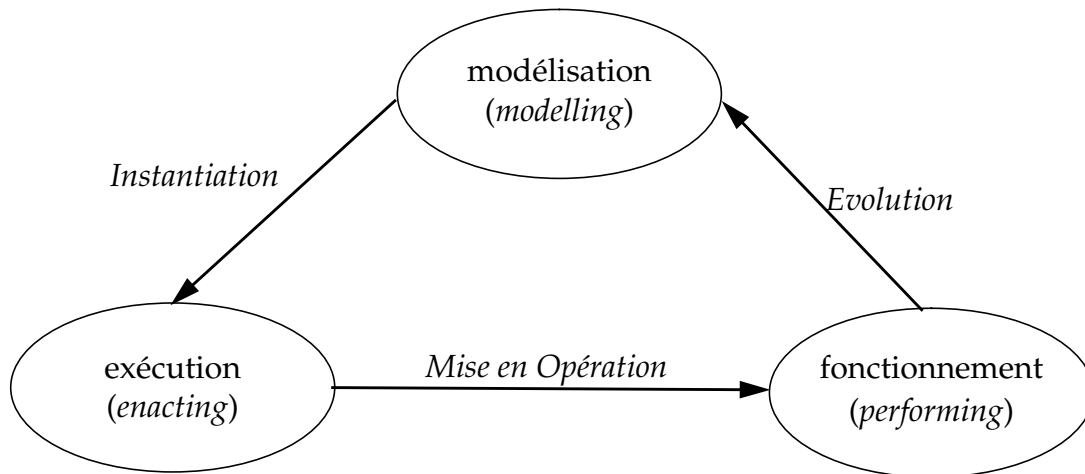 modélisation
(modelling)
Instantiation
Evolution
exécution
(enacting)
Mise en Opération
fonctionnement
(performing)